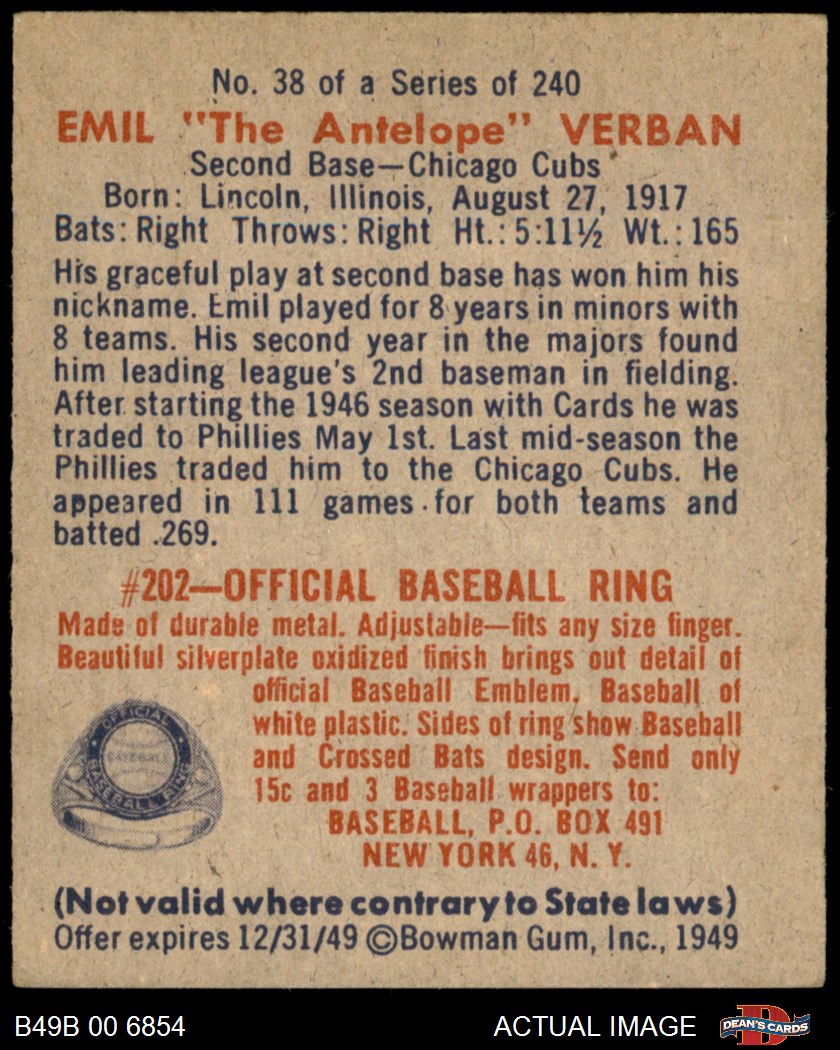 No. 38 of a Series of 240
EMIL "The Antelope" VERBAN
Second Base—Chicago Cubs
Born: Lincoln, Illinois, August 27, 1917
Bats: Right Throws: Right Ht.: 5:11½ Wt.: 165
His graceful play at second base has won him his
nickname. Emil played for 8 years in minors with
8 teams. His second year in the majors found
him leading league's 2nd baseman in fielding.
After starting the 1946 season with Cards he was
traded to Phillies May 1st. Last mid-season the
Phillies traded him to the Chicago Cubs. He
appeared in 111 games for both teams and
batted .269.
#202—OFFICIAL BASEBALL RING
Made of durable metal. Adjustable—fits any size finger.
Beautiful silverplate oxidized finish brings out detail of
official Baseball Emblem. Baseball of
white plastic. Sides of ring show Baseball
and Crossed Bats design. Send only
15c and 3 Baseball wrappers to:
BASEBALL, P.O. BOX 491
NEW YORK 46, N. Y.
OFFICIAL
BASEBALL RING
(Not valid where contrary to State laws)
Offer expires 12/31/49 ©Bowman Gum, Inc., 1949
B49B 00 6854
ACTUAL IMAGE
DEAN'S CARDS